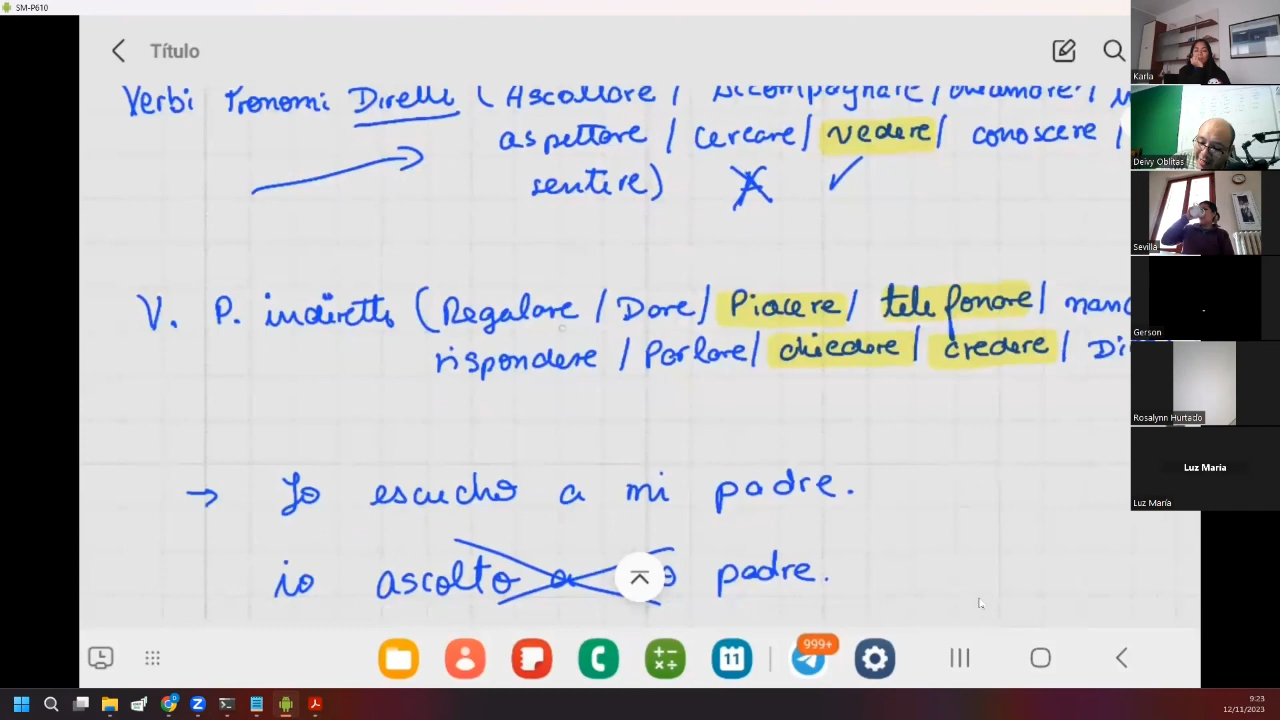 SM-P610
Título
Verbi Pronomi Diretti (Ascoltare /
aspettare / cercare / vedere / conoscere /
sentire) X ✓
V. P. indiretti (Regalare / Dare / Piacere / telefonare /
rispondere / Parlare / chiedere / credere /
→ Yo escucho a mi padre.
io ascolto a padre.
Karla
Deivy Oblitas
Sevilla
Gerson
Rosalynn Hurtado
Luz María
Luz María
11
999+
9:23
12/11/2023